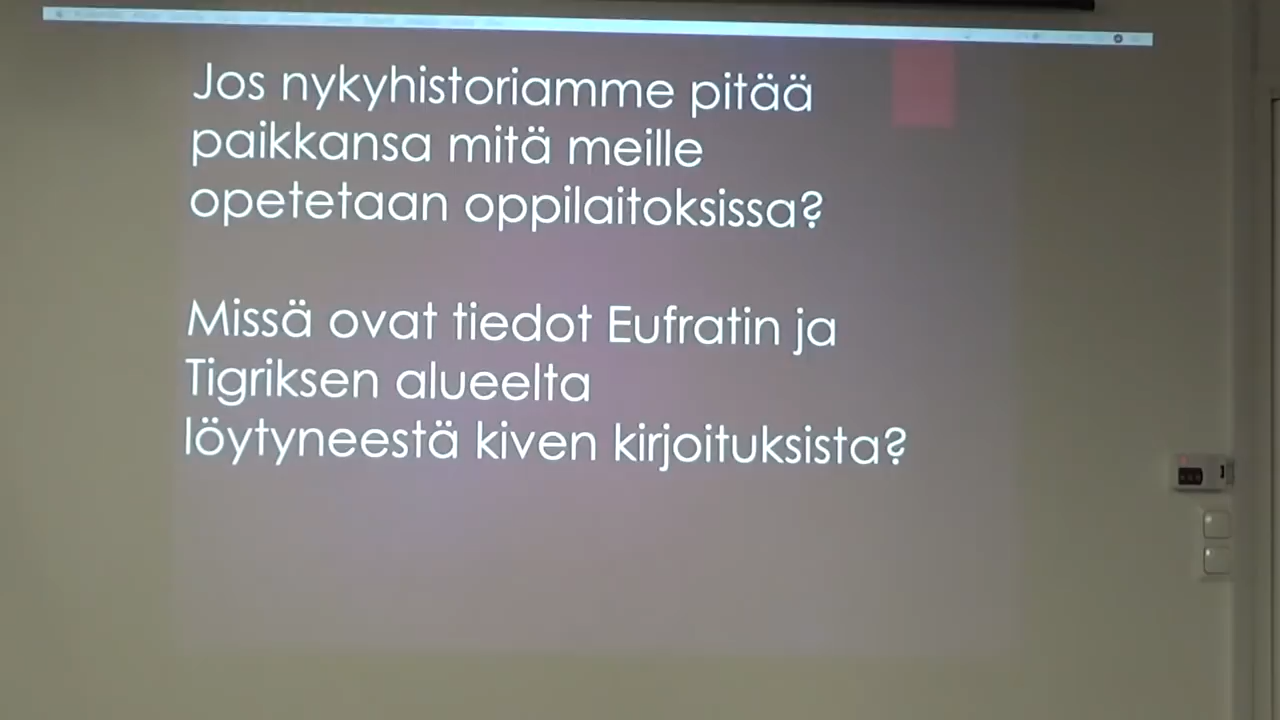 Jos nykyhistoriamme pitää
paikkansa mitä meille
opetetaan oppilaitoksissa?
Missä ovat tiedot Eufratin ja
Tigriksen alueelta
löytyneestä kiven kirjoituksista?